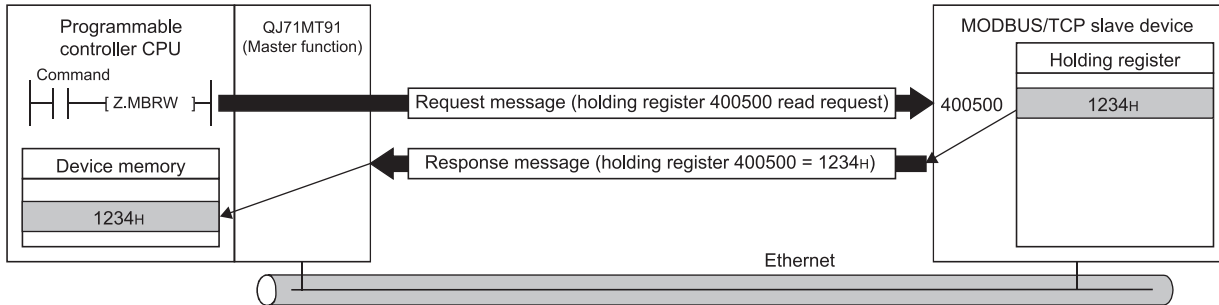 Programmable
controller CPU
QJ71MT91
(Master function)
MODBUS/TCP slave device
Holding register
Command
Z.MBRW
Request message (holding register 400500 read request)
400500
1234H
Response message (holding register 400500 = 1234H)
Device memory
1234H
Ethernet